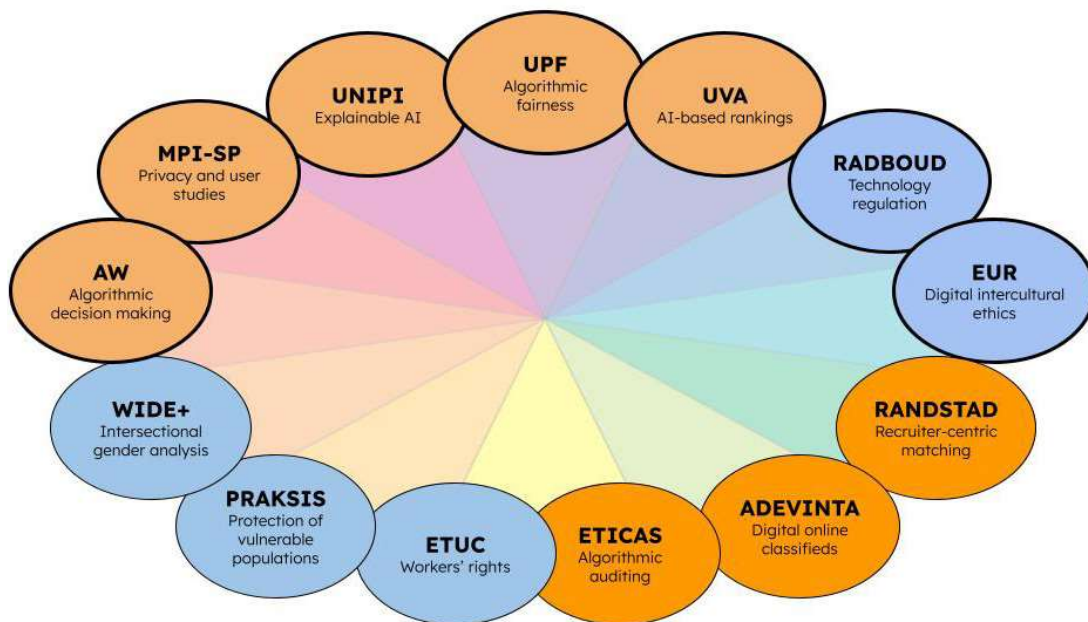 UPF
Algorithmic
fairness
UNIPI
Explainable AI
UVA
AI-based rankings
MPI-SP
Privacy and user
studies
RADBOUD
Technology
regulation
AW
Algorithmic
decision making
EUR
Digital intercultural
ethics
WIDE+
Intersectional
gender analysis
RANDSTAD
Recruiter-centric
matching
PRAKSIS
Protection of
vulnerable
populations
ADEVINTA
Digital online
classifieds
ETUC
Workers’ rights
ETICAS
Algorithmic
auditing